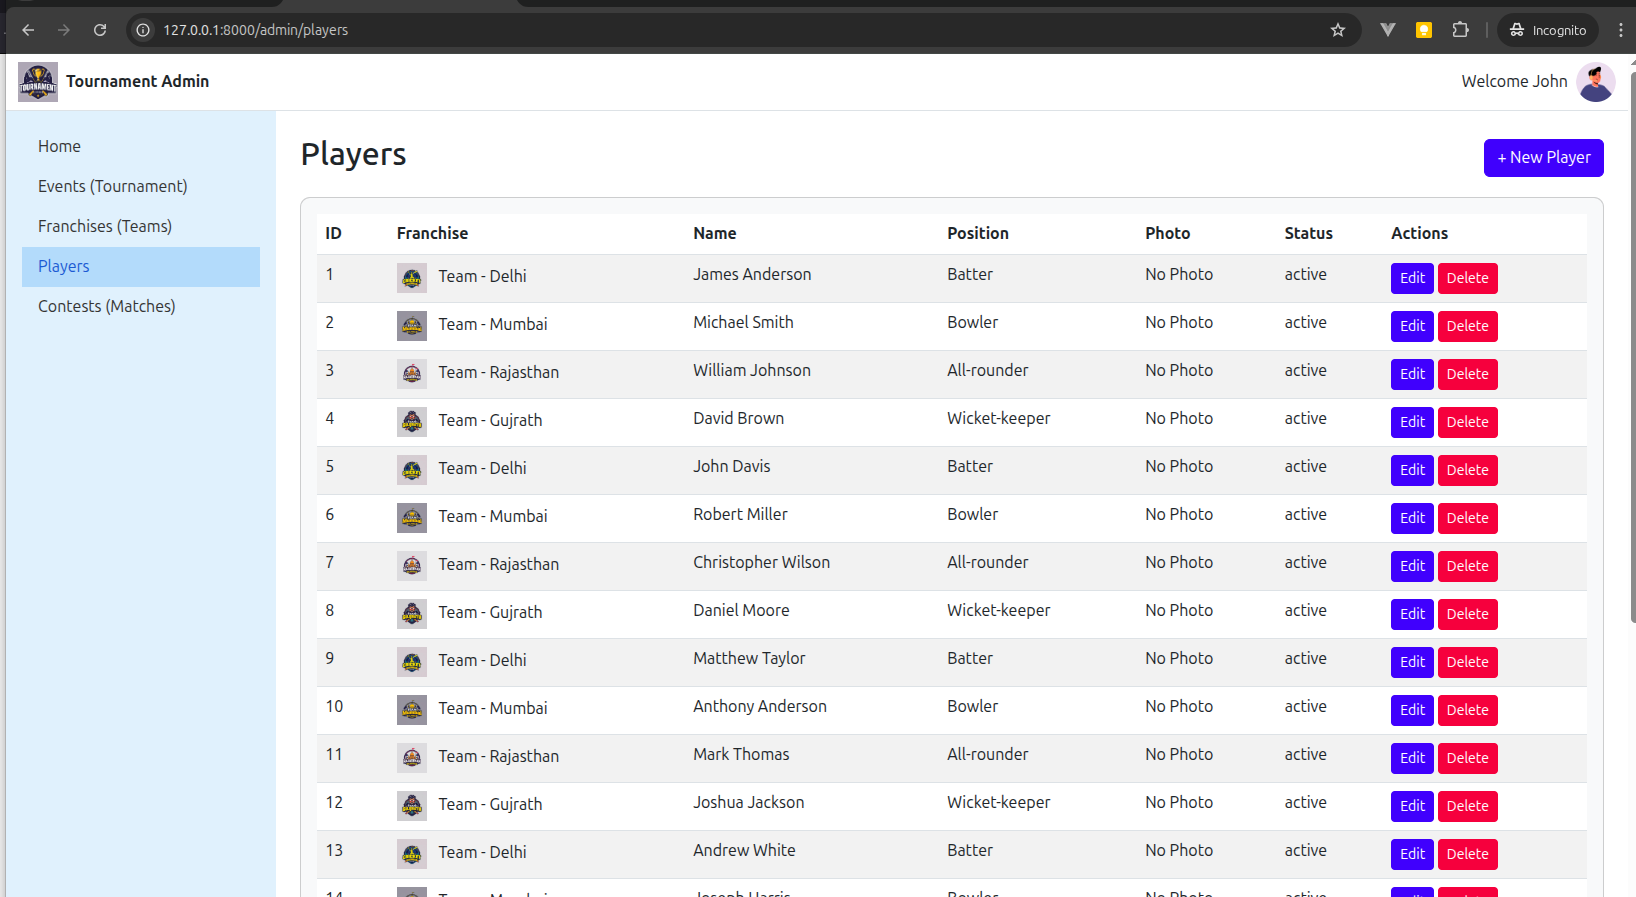 127.0.0.1:8000/admin/players
Incognito
TOURNAMENT
Tournament Admin
Welcome John
Home
Events (Tournament)
Franchises (Teams)
Players
Contests (Matches)
Players
+ New Player
ID Franchise Name Position Photo Status Actions
1 Team - Delhi James Anderson Batter No Photo active Edit Delete
2 Team - Mumbai Michael Smith Bowler No Photo active Edit Delete
3 Team - Rajasthan William Johnson All-rounder No Photo active Edit Delete
4 Team - Gujrath David Brown Wicket-keeper No Photo active Edit Delete
5 Team - Delhi John Davis Batter No Photo active Edit Delete
6 Team - Mumbai Robert Miller Bowler No Photo active Edit Delete
7 Team - Rajasthan Christopher Wilson All-rounder No Photo active Edit Delete
8 Team - Gujrath Daniel Moore Wicket-keeper No Photo active Edit Delete
9 Team - Delhi Matthew Taylor Batter No Photo active Edit Delete
10 Team - Mumbai Anthony Anderson Bowler No Photo active Edit Delete
11 Team - Rajasthan Mark Thomas All-rounder No Photo active Edit Delete
12 Team - Gujrath Joshua Jackson Wicket-keeper No Photo active Edit Delete
13 Team - Delhi Andrew White Batter No Photo active Edit Delete
14 Team - Mumbai Joseph Harris Bowler No Photo active